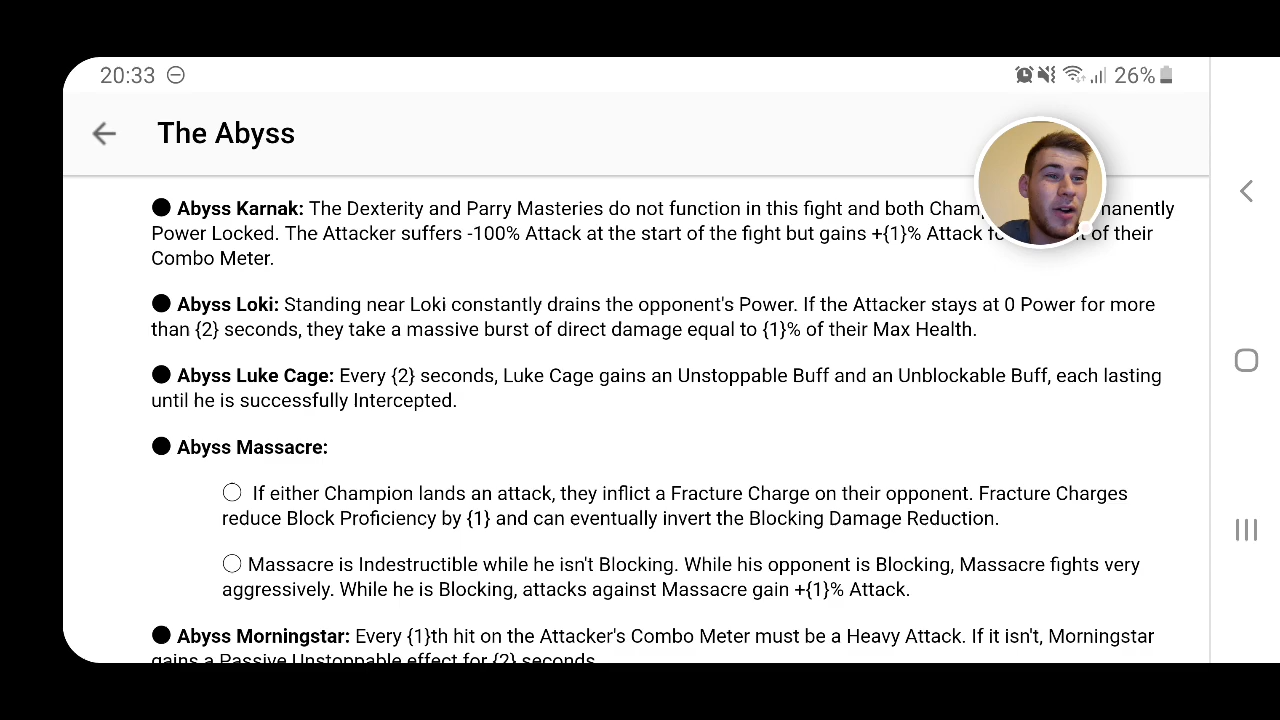 20:33 26%
The Abyss
● Abyss Karnak: The Dexterity and Parry Masteries do not function in this fight and both
Power Locked. The Attacker suffers -100% Attack at the start of the fight but gains +{1}% Attack of their
Combo Meter.
● Abyss Loki: Standing near Loki constantly drains the opponent's Power. If the Attacker stays at 0 Power for more
than {2} seconds, they take a massive burst of direct damage equal to {1}% of their Max Health.
● Abyss Luke Cage: Every {2} seconds, Luke Cage gains an Unstoppable Buff and an Unblockable Buff, each lasting
until he is successfully Intercepted.
● Abyss Massacre:
○ If either Champion lands an attack, they inflict a Fracture Charge on their opponent. Fracture Charges
reduce Block Proficiency by {1} and can eventually invert the Blocking Damage Reduction.
○ Massacre is Indestructible while he isn't Blocking. While his opponent is Blocking, Massacre fights very
aggressively. While he is Blocking, attacks against Massacre gain +{1}% Attack.
● Abyss Morningstar: Every {1}th hit on the Attacker's Combo Meter must be a Heavy Attack. If it isn't, Morningstar
gains a Passive Unstoppable effect for {2} seconds.